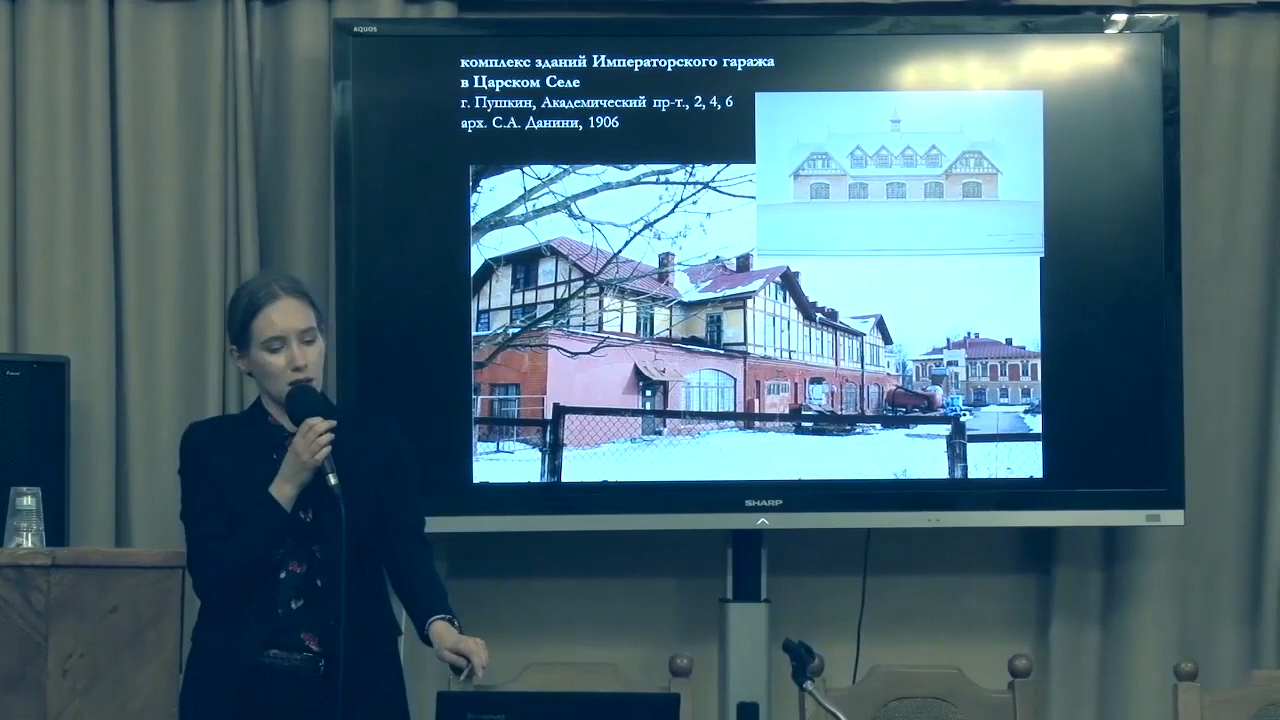 AQUOS
комплекс зданий Императорского гаража
в Царском Селе
г. Пушкин, Академический пр-т., 2, 4, 6
арх. С.А. Данини, 1906
SHARP